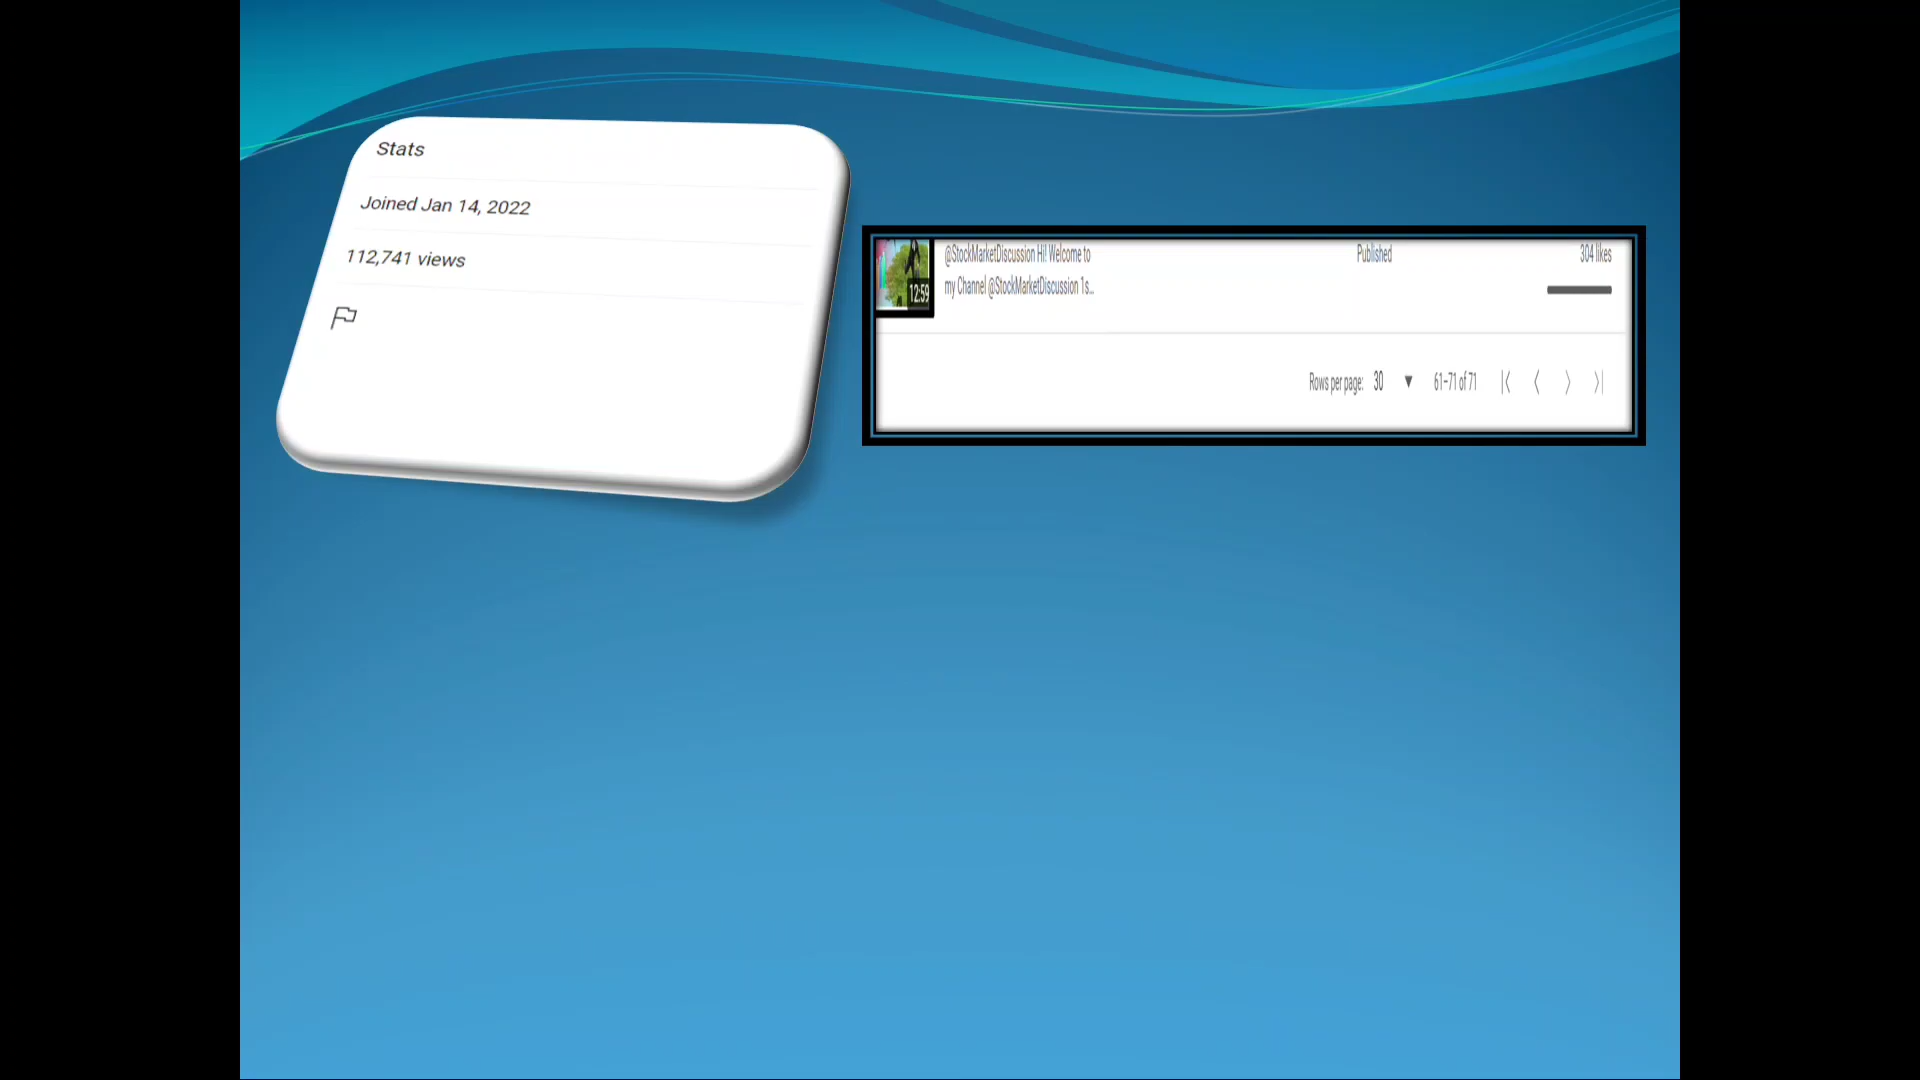 Stats
Joined Jan 14, 2022
112,741 views
@StockMarketDiscussion Hi! Welcome to
my Channel @StockMarketDiscussion 1s...
12:59
Published
304 likes
Rows per page: 30
61–71 of 71